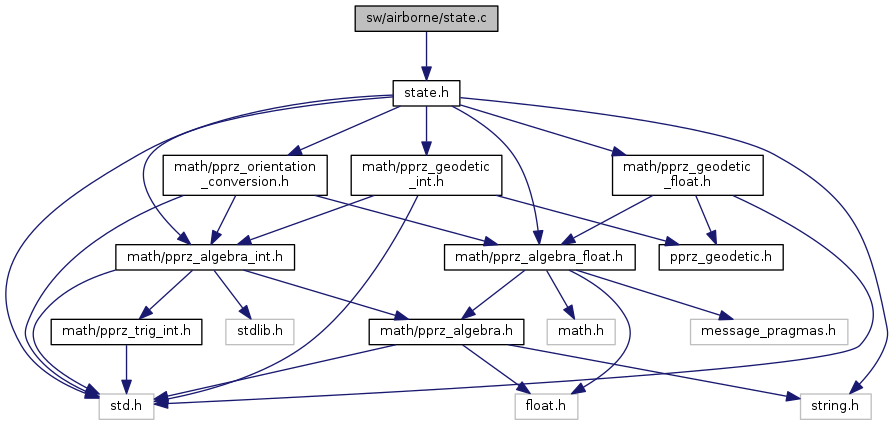 sw/airborne/state.c
state.h
math/pprz_orientation
_conversion.h
math/pprz_geodetic
_int.h
math/pprz_geodetic
_float.h
math/pprz_algebra_int.h
math/pprz_algebra_float.h
pprz_geodetic.h
math/pprz_trig_int.h
stdlib.h
math/pprz_algebra.h
math.h
message_pragmas.h
std.h
float.h
string.h